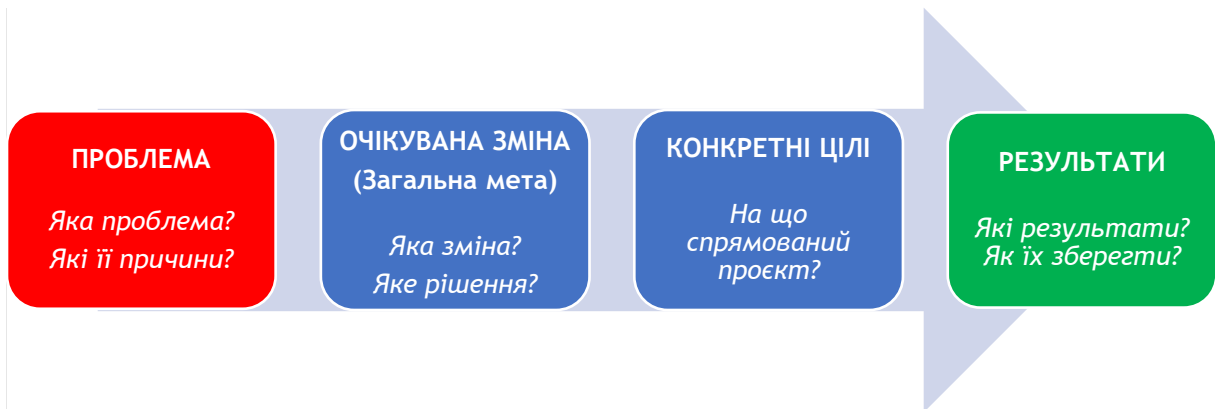 ПРОБЛЕМА
Яка проблема?
Які її причини?
ОЧІКУВАНА ЗМІНА
(Загальна мета)
Яка зміна?
Яке рішення?
КОНКРЕТНІ ЦІЛІ
На що
спрямований
проєкт?
РЕЗУЛЬТАТИ
Які результати?
Як їх зберегти?